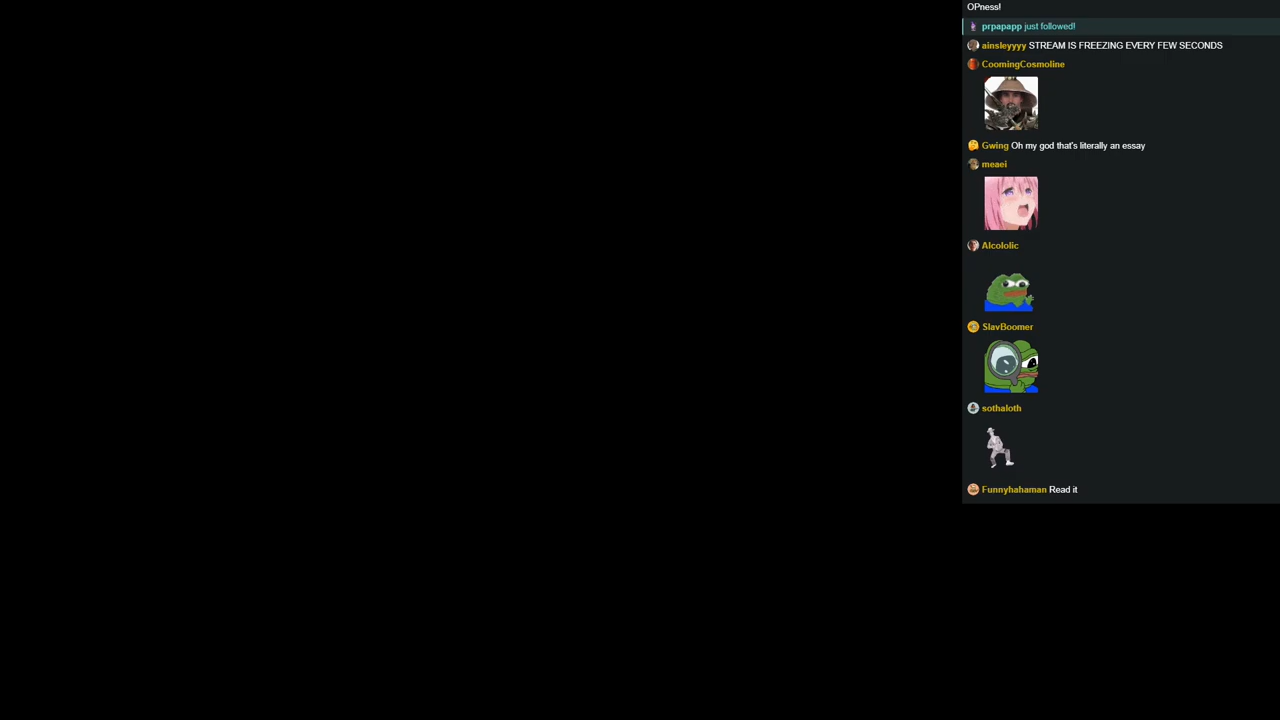 OPness!
prpapapp just followed!
ainsleyyyy STREAM IS FREEZING EVERY FEW SECONDS
CoomingCosmoline
Gwing Oh my god that's literally an essay
meaei
Alcololic
SlavBoomer
sothaloth
Funnyhahaman Read it